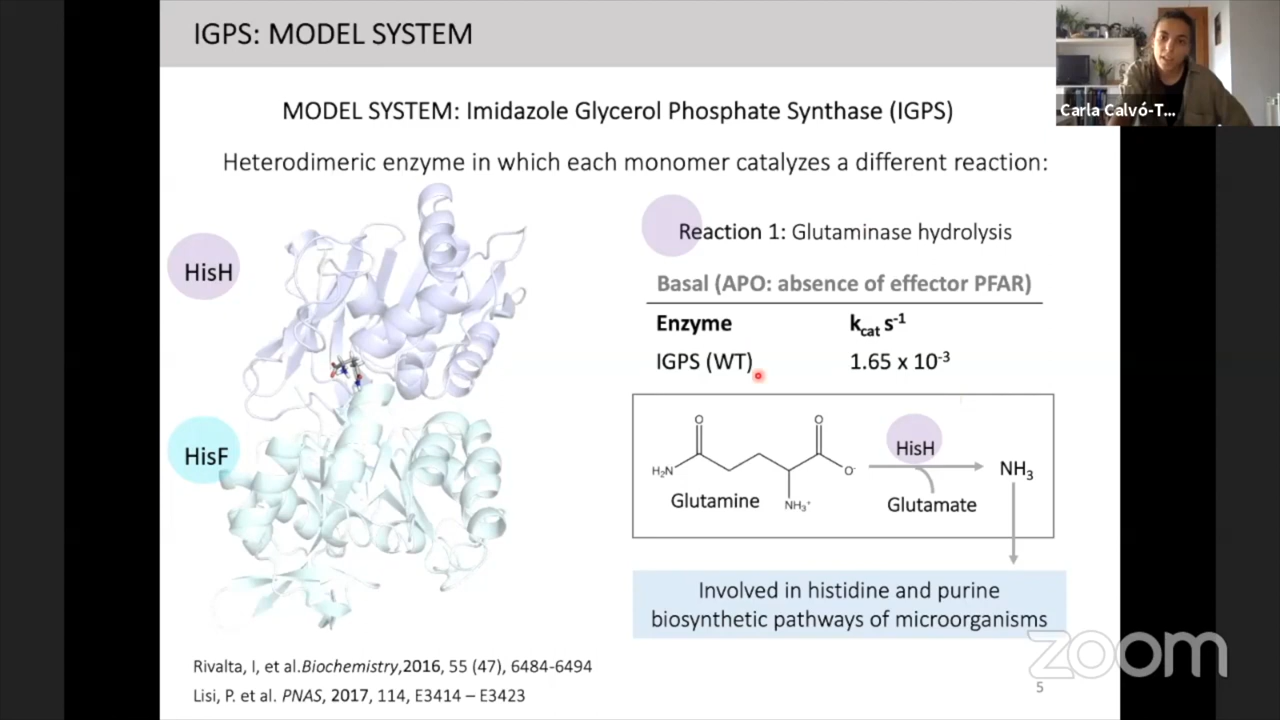 IGPS: MODEL SYSTEM
Carla Calvó-T...
MODEL SYSTEM: Imidazole Glycerol Phosphate Synthase (IGPS)
Heterodimeric enzyme in which each monomer catalyzes a different reaction:
HisH
HisF
Reaction 1: Glutaminase hydrolysis
Basal (APO: absence of effector PFAR)
Enzyme k_cat s⁻¹
IGPS (WT) 1.65 x 10⁻³
O O
H₂N O⁻
NH₃⁺
Glutamine
HisH
Glutamate
NH₃
Involved in histidine and purine
biosynthetic pathways of microorganisms
Rivalta, I, et al.Biochemistry,2016, 55 (47), 6484-6494
Lisi, P. et al. PNAS, 2017, 114, E3414 – E3423
zoom
5